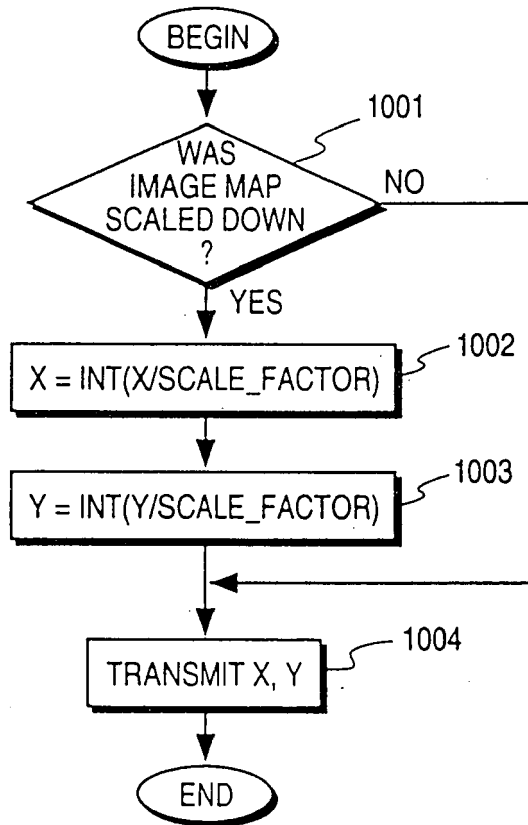 BEGIN
1001
WAS
IMAGE MAP
SCALED DOWN
?
NO
YES
1002
X = INT(X/SCALE_FACTOR)
1003
Y = INT(Y/SCALE_FACTOR)
1004
TRANSMIT X, Y
END